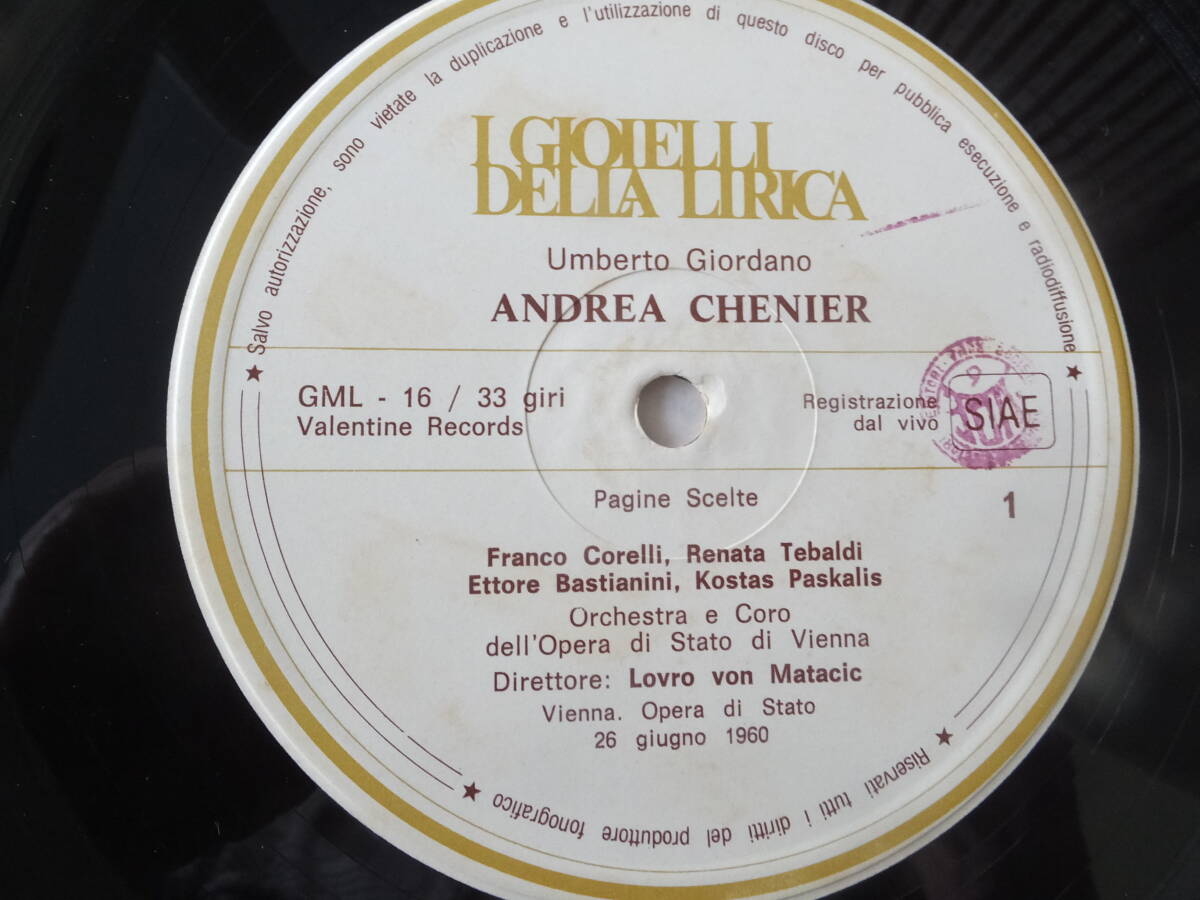 Salvo autorizzazione, sono vietate la duplicazione e l'utilizzazione di questo disco per pubblica esecuzione e radiodiffusione
I GIOIELLI
DELLA LIRICA
Umberto Giordano
ANDREA CHENIER
GML - 16 / 33 giri
Valentine Records
Registrazione
dal vivo
SIAE
Pagine Scelte
1
Franco Corelli, Renata Tebaldi
Ettore Bastianini, Kostas Paskalis
Orchestra e Coro
dell'Opera di Stato di Vienna
Direttore: Lovro von Matacic
Vienna. Opera di Stato
26 giugno 1960
Riservati tutti i diritti del produttore fonografico